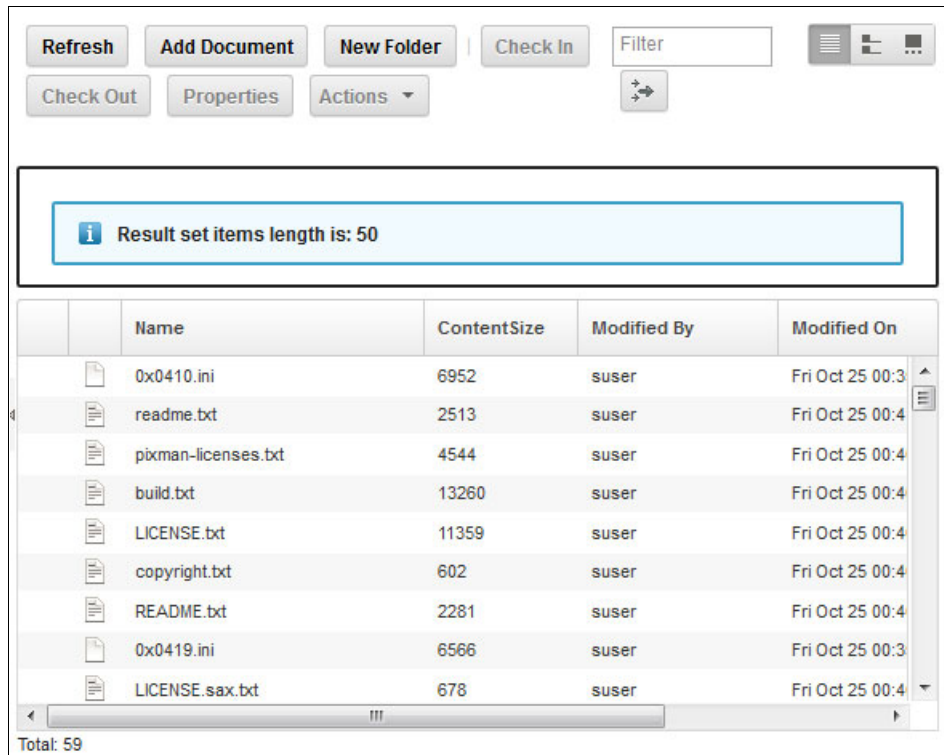 Refresh Add Document New Folder Check In Filter
Check Out Properties Actions
Result set items length is: 50
Name ContentSize Modified By Modified On
0x0410.ini 6952 suser Fri Oct 25 00:3
readme.txt 2513 suser Fri Oct 25 00:4
pixman-licenses.txt 4544 suser Fri Oct 25 00:4
build.txt 13260 suser Fri Oct 25 00:4
LICENSE.txt 11359 suser Fri Oct 25 00:4
copyright.txt 602 suser Fri Oct 25 00:4
README.txt 2281 suser Fri Oct 25 00:4
0x0419.ini 6566 suser Fri Oct 25 00:3
LICENSE.sax.txt 678 suser Fri Oct 25 00:4
Total: 59